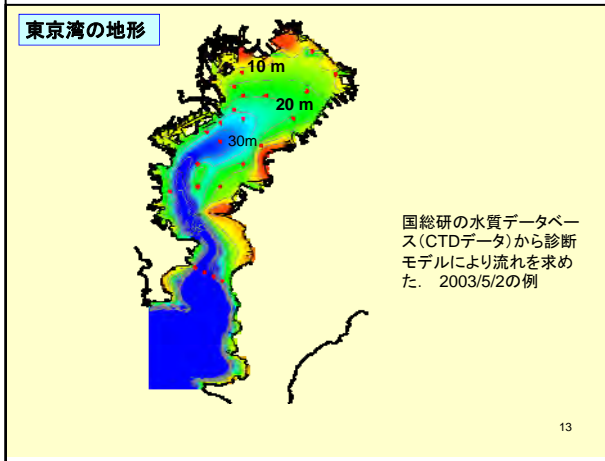 東京湾の地形
10 m
20 m
30m
国総研の水質データベー
ス(CTDデータ)から診断
モデルにより流れを求め
た. 2003/5/2の例
13